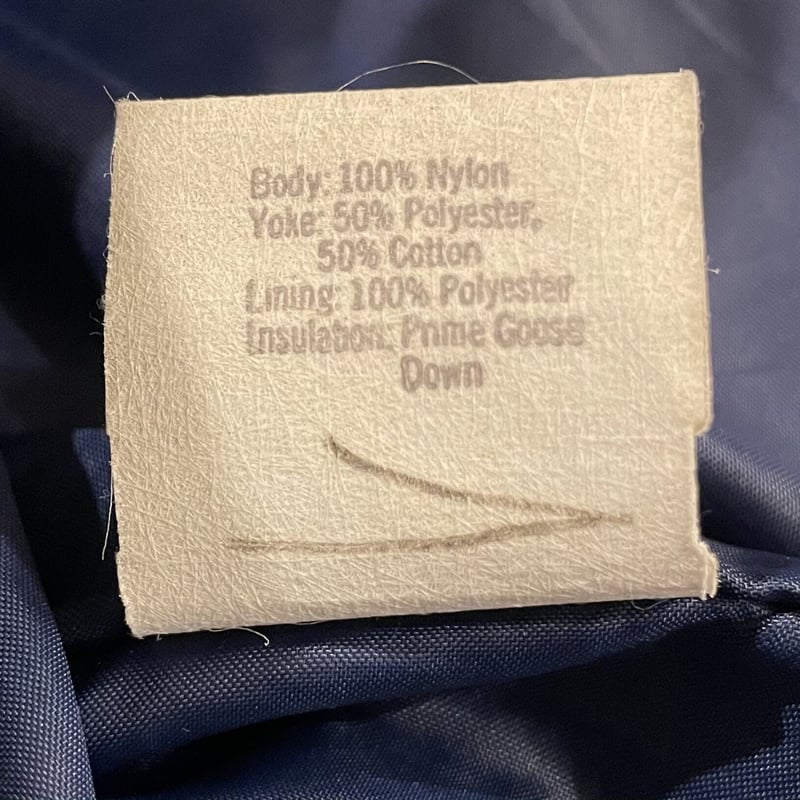 Body: 100% Nylon
Yoke: 50% Polyester,
50% Cotton
Lining: 100% Polyester
Insulation: Prime Goose
Down